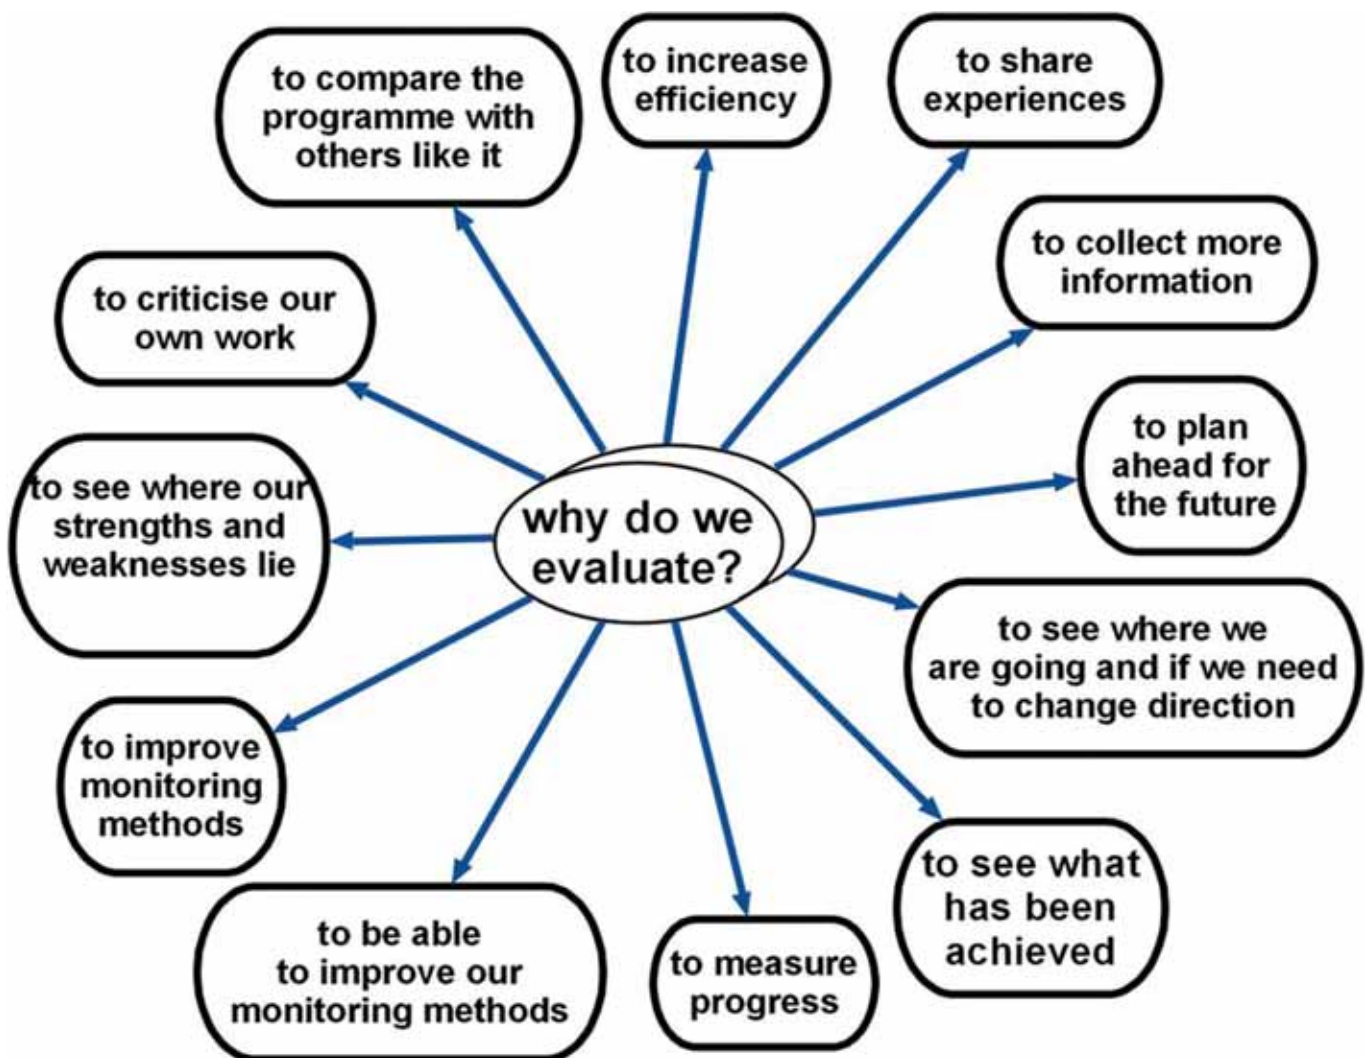 to compare the
programme with
others like it
to increase
efficiency
to share
experiences
to collect more
information
to criticise our
own work
to plan
ahead for
the future
to see where our
strengths and
weaknesses lie
why do we
evaluate?
to see where we
are going and if we need
to change direction
to improve
monitoring
methods
to see what
has been
achieved
to be able
to improve our
monitoring methods
to measure
progress